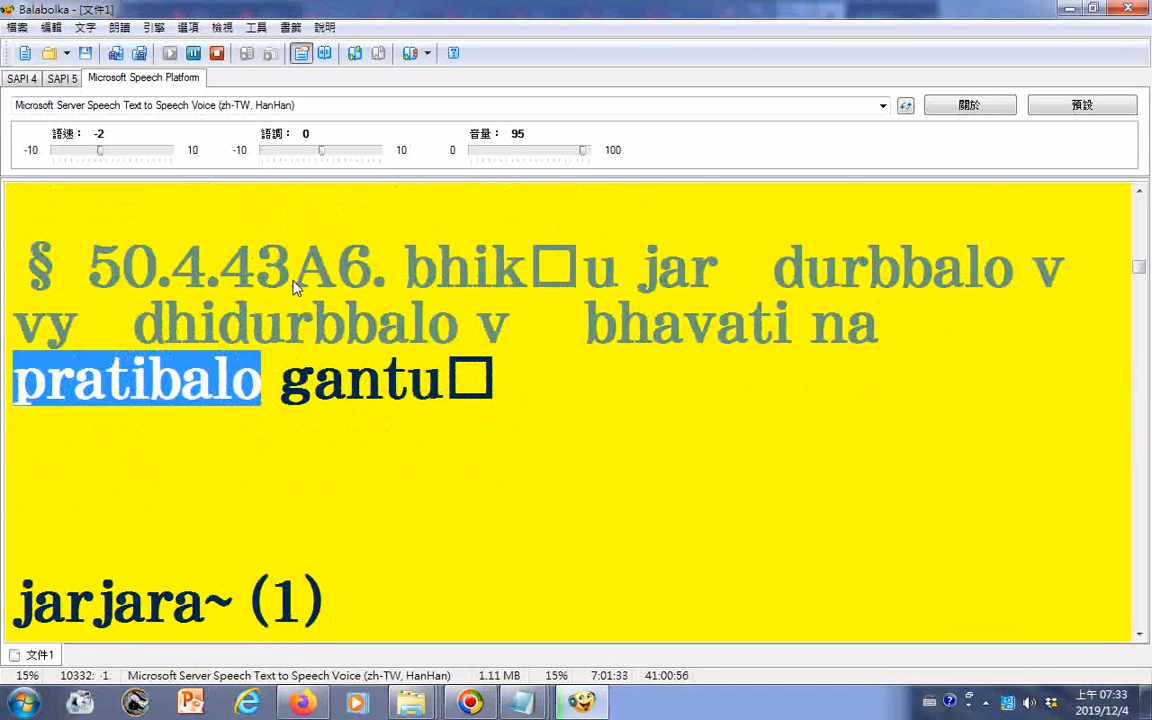 Balabolka - [文件1]
檔案 編輯 文字 朗讀 引擎 選項 檢視 工具 書籤 說明
SAPI 4 SAPI 5 Microsoft Speech Platform
Microsoft Server Speech Text to Speech Voice (zh-TW, HanHan) 關於 預設
語速： -2 語調： 0 音量： 95
-10 10 -10 10 0 100
§ 50.4.43A6. bhik□u jar durbbalo v
vy dhidurbbalo v bhavati na
pratibalo gantu□
jarjara~ (1)
文件1
15% 10332: 1. Microsoft Server Speech Text to Speech Voice (zh-TW, HanHan) 1.11 MB 15% 7:01:33 41:00:56
上午 07:33
2019/12/4